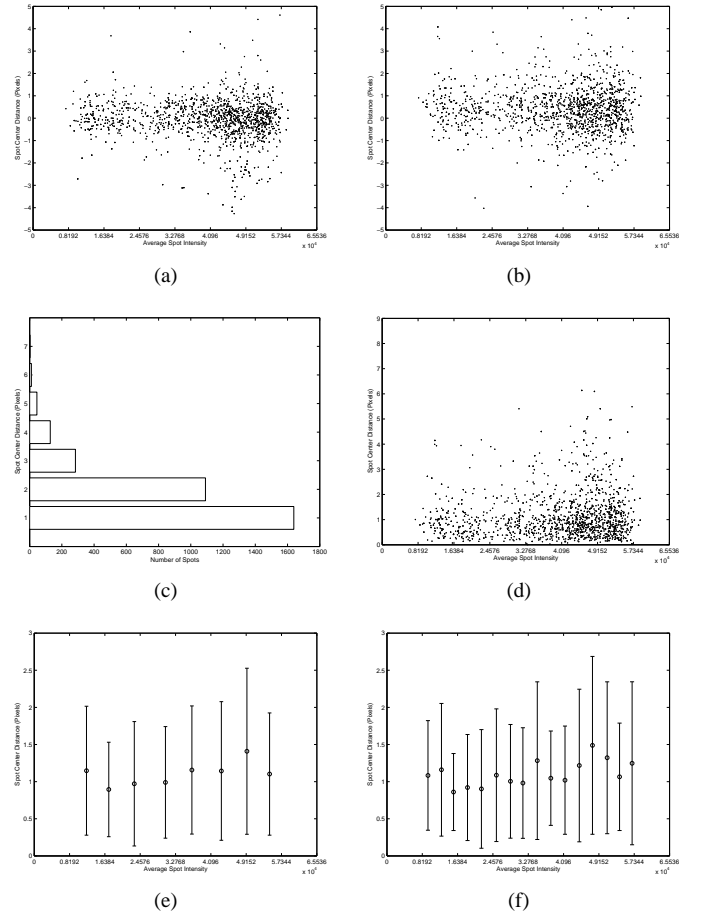 5
4
3
2
1
0
−1
−2
−3
−4
−5
Spot Center Distance (Pixels)
0 0.8192 1.6384 2.4576 3.2768 4.096 4.9152 5.7344 6.5536
Average Spot Intensity
x 10^4
(a)
5
4
3
2
1
0
−1
−2
−3
−4
−5
Spot Center Distance (Pixels)
0 0.8192 1.6384 2.4576 3.2768 4.096 4.9152 5.7344 6.5536
Average Spot Intensity
x 10^4
(b)
7
6
5
4
3
2
1
Spot Center Distance (Pixels)
0 200 400 600 800 1000 1200 1400 1600 1800
Number of Spots
(c)
9
8
7
6
5
4
3
2
1
0
Spot Center Distance (Pixels)
0 0.8192 1.6384 2.4576 3.2768 4.096 4.9152 5.7344 6.5536
Average Spot Intensity
x 10^4
(d)
3
2.5
2
1.5
1
0.5
0
Spot Center Distance (Pixels)
0 0.8192 1.6384 2.4576 3.2768 4.096 4.9152 5.7344 6.5536
Average Spot Intensity
x 10^4
(e)
3
2.5
2
1.5
1
0.5
0
Spot Center Distance (Pixels)
0 0.8192 1.6384 2.4576 3.2768 4.096 4.9152 5.7344 6.5536
Average Spot Intensity
x 10^4
(f)